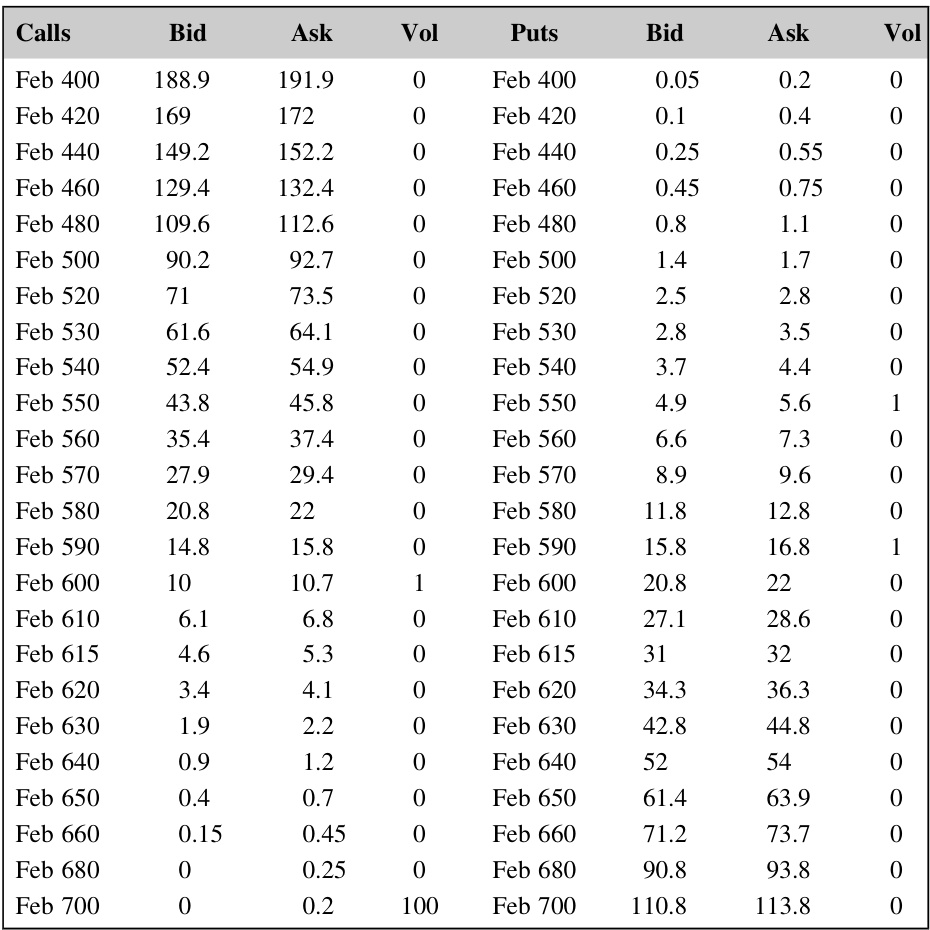 Calls Bid Ask Vol Puts Bid Ask Vol
Feb 400 188.9 191.9 0 Feb 400 0.05 0.2 0
Feb 420 169 172 0 Feb 420 0.1 0.4 0
Feb 440 149.2 152.2 0 Feb 440 0.25 0.55 0
Feb 460 129.4 132.4 0 Feb 460 0.45 0.75 0
Feb 480 109.6 112.6 0 Feb 480 0.8 1.1 0
Feb 500 90.2 92.7 0 Feb 500 1.4 1.7 0
Feb 520 71 73.5 0 Feb 520 2.5 2.8 0
Feb 530 61.6 64.1 0 Feb 530 2.8 3.5 0
Feb 540 52.4 54.9 0 Feb 540 3.7 4.4 0
Feb 550 43.8 45.8 0 Feb 550 4.9 5.6 1
Feb 560 35.4 37.4 0 Feb 560 6.6 7.3 0
Feb 570 27.9 29.4 0 Feb 570 8.9 9.6 0
Feb 580 20.8 22 0 Feb 580 11.8 12.8 0
Feb 590 14.8 15.8 0 Feb 590 15.8 16.8 1
Feb 600 10 10.7 1 Feb 600 20.8 22 0
Feb 610 6.1 6.8 0 Feb 610 27.1 28.6 0
Feb 615 4.6 5.3 0 Feb 615 31 32 0
Feb 620 3.4 4.1 0 Feb 620 34.3 36.3 0
Feb 630 1.9 2.2 0 Feb 630 42.8 44.8 0
Feb 640 0.9 1.2 0 Feb 640 52 54 0
Feb 650 0.4 0.7 0 Feb 650 61.4 63.9 0
Feb 660 0.15 0.45 0 Feb 660 71.2 73.7 0
Feb 680 0 0.25 0 Feb 680 90.8 93.8 0
Feb 700 0 0.2 100 Feb 700 110.8 113.8 0